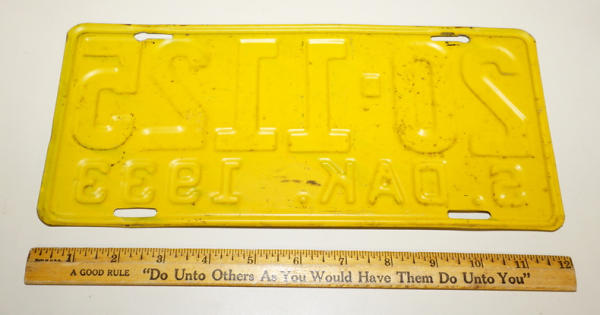 20-1125
S. DAK. 1933
1 2 3 4 5 6 7 8 9 10 11 12
A GOOD RULE "Do Unto Others As You Would Have Them Do Unto You"